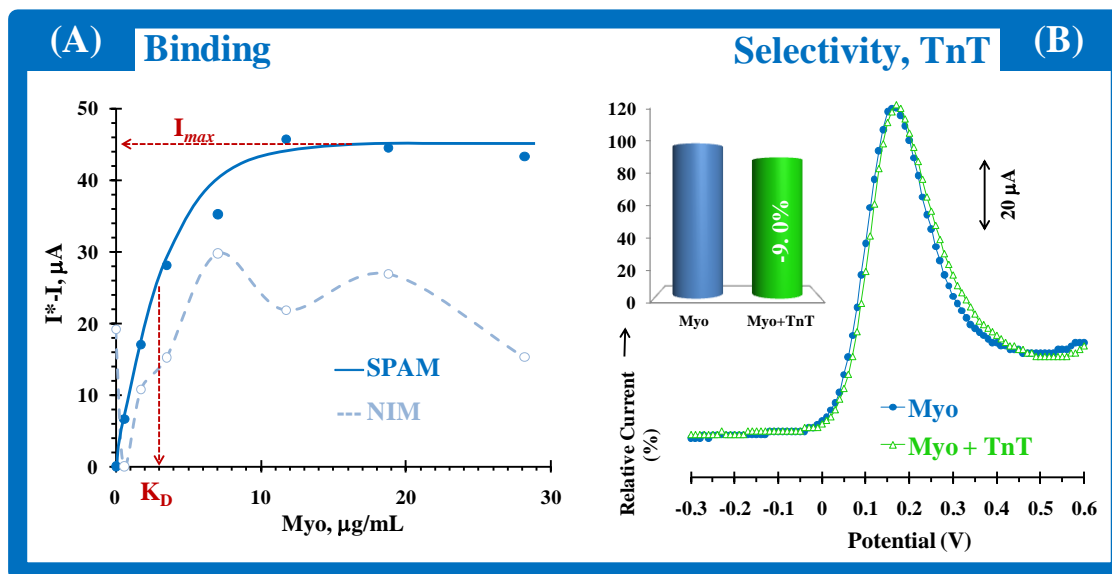 (A) Binding
Selectivity, TnT (B)
50
40
30
20
10
0
I*-I, µA
I max
SPAM
NIM
K D
0 10 20 30
Myo, µg/mL
120
100
80
60
40
20
0
-9.0%
Myo Myo+TnT
20 µA
Relative Current
(%)
Myo
Myo + TnT
-0.3 -0.2 -0.1 0 0.1 0.2 0.3 0.4 0.5 0.6
Potential (V)